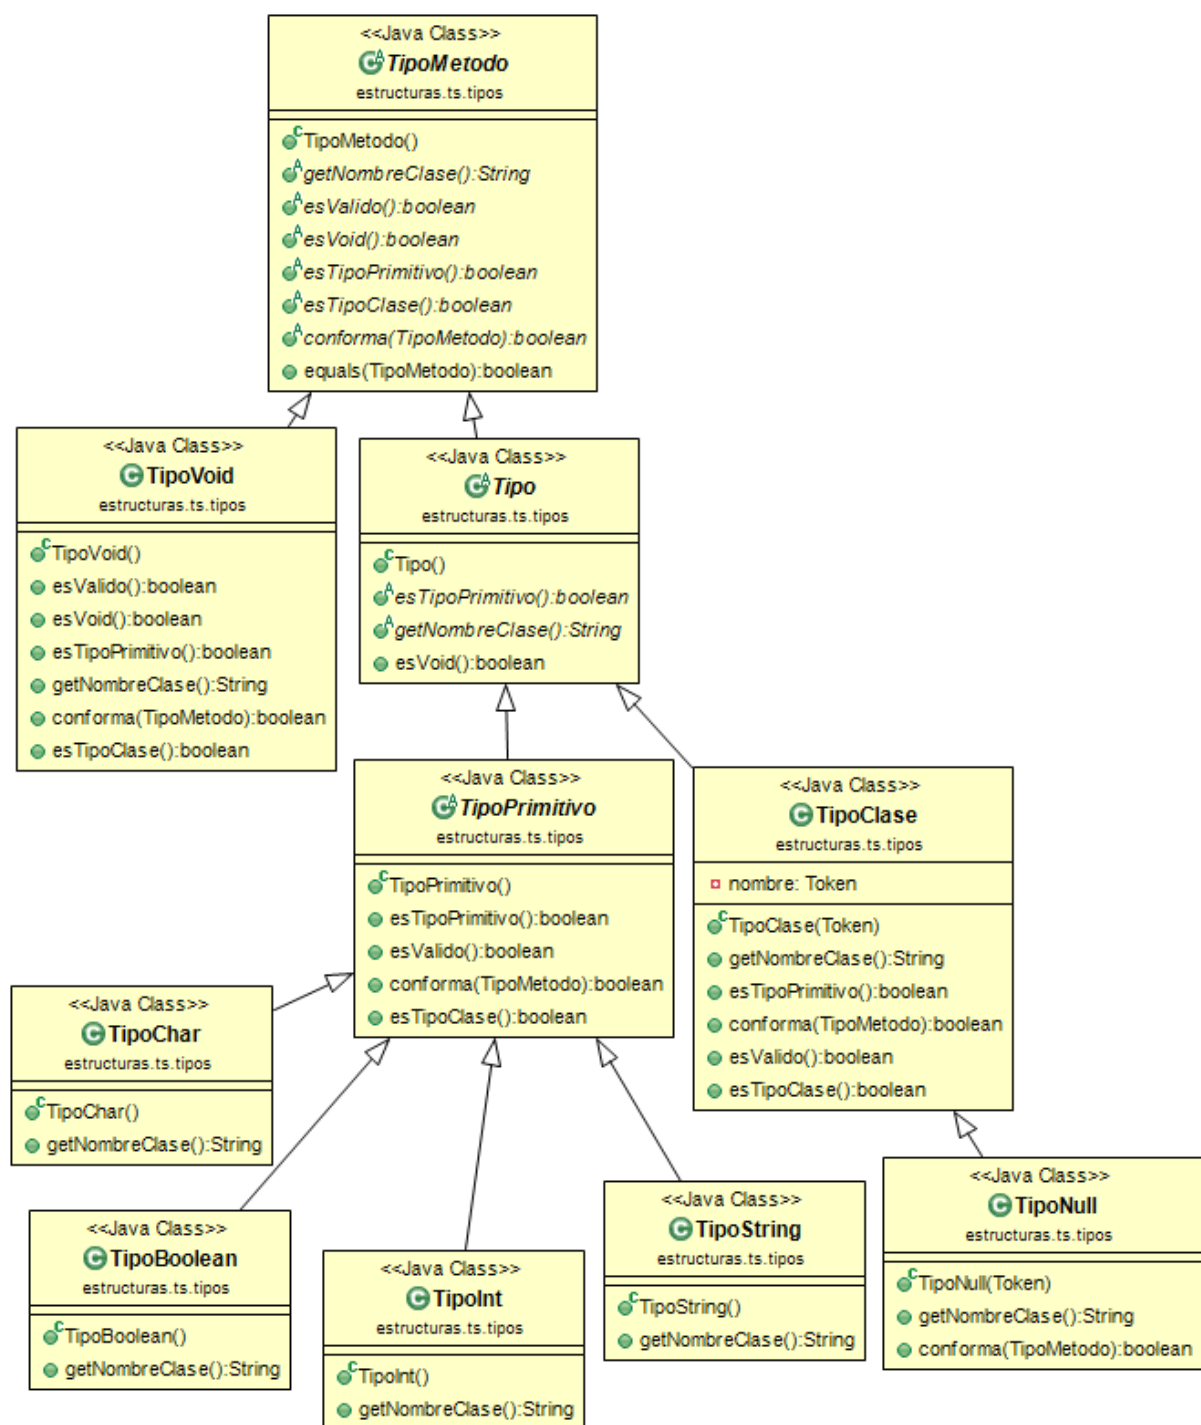 <<Java Class>>
TipoMetodo
estructuras.ts.tipos
TipoMetodo()
getNombreClase():String
esValido():boolean
esVoid():boolean
esTipoPrimitivo():boolean
esTipoClase():boolean
conforma(TipoMetodo):boolean
equals(TipoMetodo):boolean
<<Java Class>>
TipoVoid
estructuras.ts.tipos
TipoVoid()
esValido():boolean
esVoid():boolean
esTipoPrimitivo():boolean
getNombreClase():String
conforma(TipoMetodo):boolean
esTipoClase():boolean
<<Java Class>>
Tipo
estructuras.ts.tipos
Tipo()
esTipoPrimitivo():boolean
getNombreClase():String
esVoid():boolean
<<Java Class>>
TipoPrimitivo
estructuras.ts.tipos
TipoPrimitivo()
esTipoPrimitivo():boolean
esValido():boolean
conforma(TipoMetodo):boolean
esTipoClase():boolean
<<Java Class>>
TipoClase
estructuras.ts.tipos
nombre: Token
TipoClase(Token)
getNombreClase():String
esTipoPrimitivo():boolean
conforma(TipoMetodo):boolean
esValido():boolean
esTipoClase():boolean
<<Java Class>>
TipoChar
estructuras.ts.tipos
TipoChar()
getNombreClase():String
<<Java Class>>
TipoBoolean
estructuras.ts.tipos
TipoBoolean()
getNombreClase():String
<<Java Class>>
TipoInt
estructuras.ts.tipos
TipoInt()
getNombreClase():String
<<Java Class>>
TipoString
estructuras.ts.tipos
TipoString()
getNombreClase():String
<<Java Class>>
TipoNull
estructuras.ts.tipos
TipoNull(Token)
getNombreClase():String
conforma(TipoMetodo):boolean